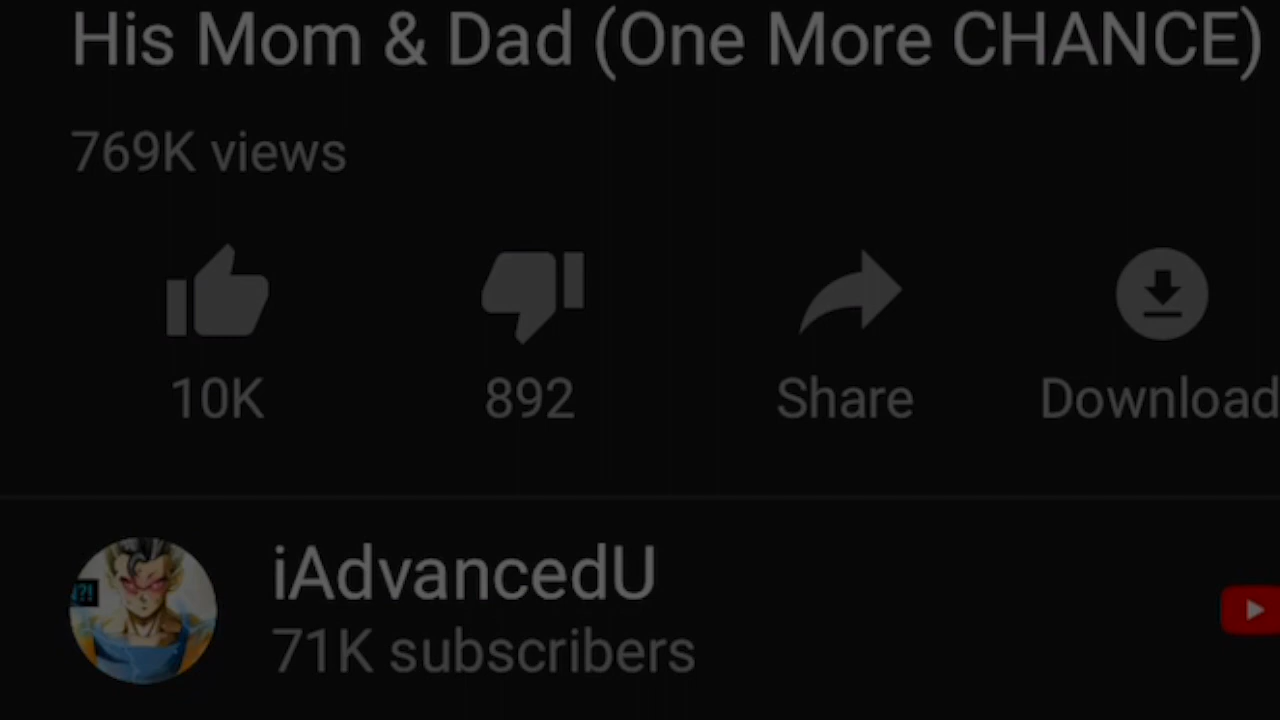 His Mom & Dad (One More CHANCE)
769K views
10K 892 Share Download
?!
iAdvancedU
71K subscribers